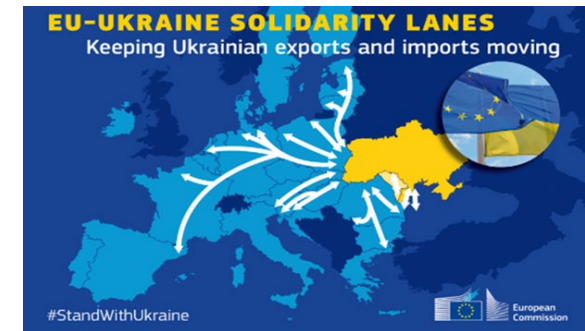 EU-UKRAINE SOLIDARITY LANES
Keeping Ukrainian exports and imports moving
#StandWithUkraine
European
Commission